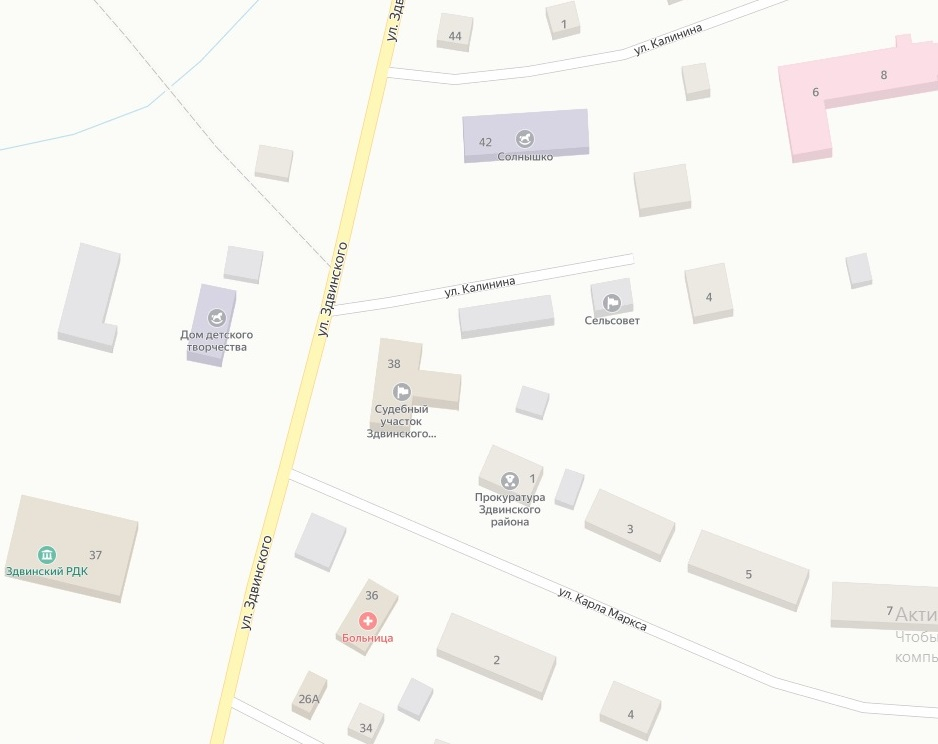 ул. Здв
44
1
ул. Калинина
8
6
42
Солнышко
ул. Здвинского
ул. Калинина
4
Сельсовет
Дом детского
творчества
38
Судебный
участок
Здвинского...
1
Прокуратура
Здвинского
района
3
5
7
37
Здвинский РДК
ул. Здвинского
36
Больница
ул. Карла Маркса
Акти
Чтобы
компь
2
26А
34
4